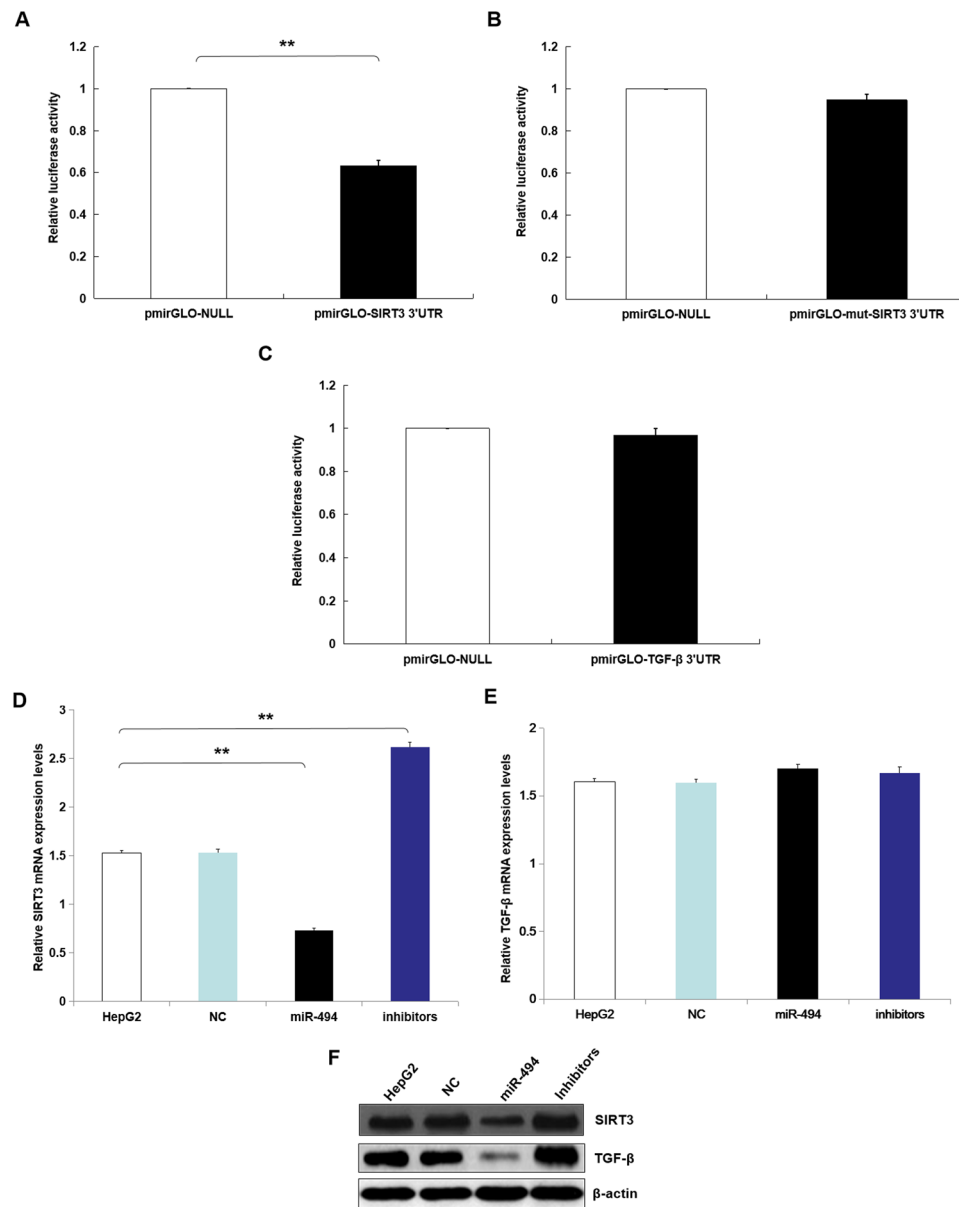 A
Relative luciferase activity
1.2
1
0.8
0.6
0.4
0.2
0
**
pmirGLO-NULL
pmirGLO-SIRT3 3'UTR
B
Relative luciferase activity
1.2
1
0.8
0.6
0.4
0.2
0
pmirGLO-NULL
pmirGLO-mut-SIRT3 3'UTR
C
Relative luciferase activity
1.2
1
0.8
0.6
0.4
0.2
0
pmirGLO-NULL
pmirGLO-TGF-β 3'UTR
D
Relative SIRT3 mRNA expression levels
3
2.5
2
1.5
1
0.5
0
**
**
HepG2
NC
miR-494
inhibitors
E
Relative TGF-β mRNA expression levels
2
1.5
1
0.5
0
HepG2
NC
miR-494
inhibitors
F
HepG2
NC
miR-494
Inhibitors
SIRT3
TGF-β
β-actin